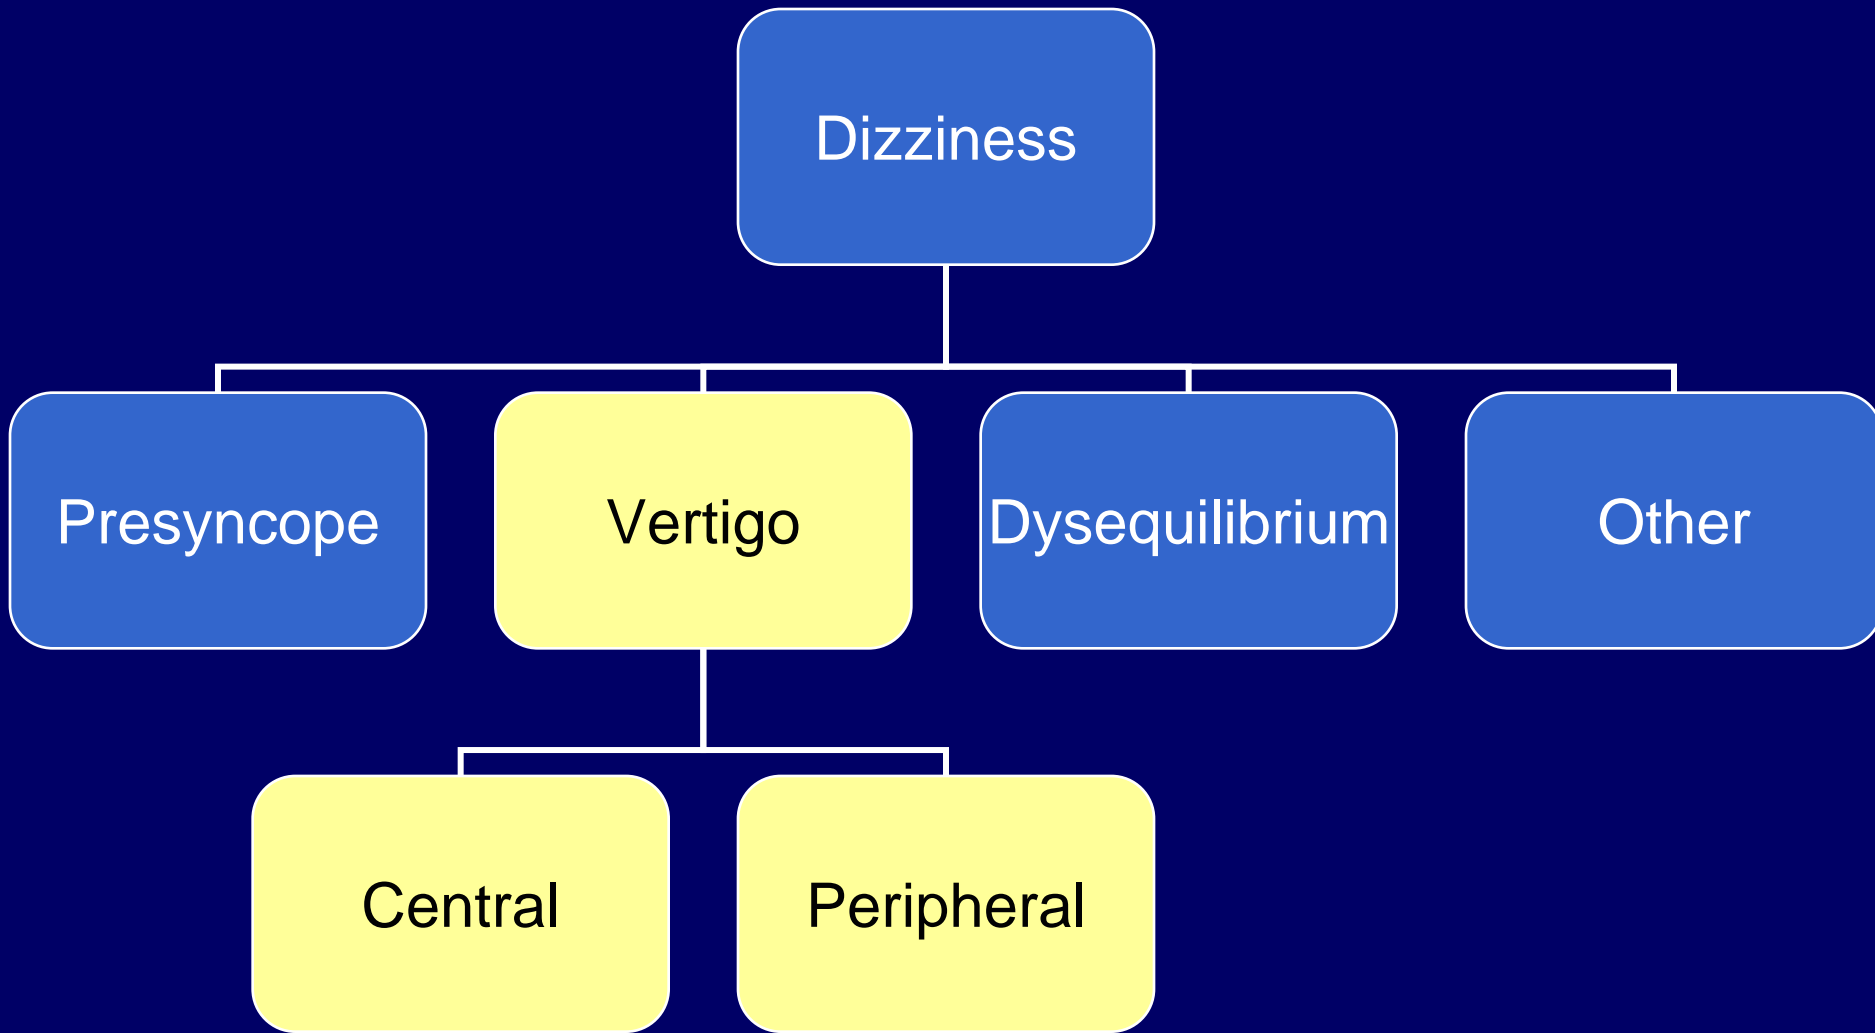 Dizziness
Presyncope
Vertigo
Dysequilibrium
Other
Central
Peripheral